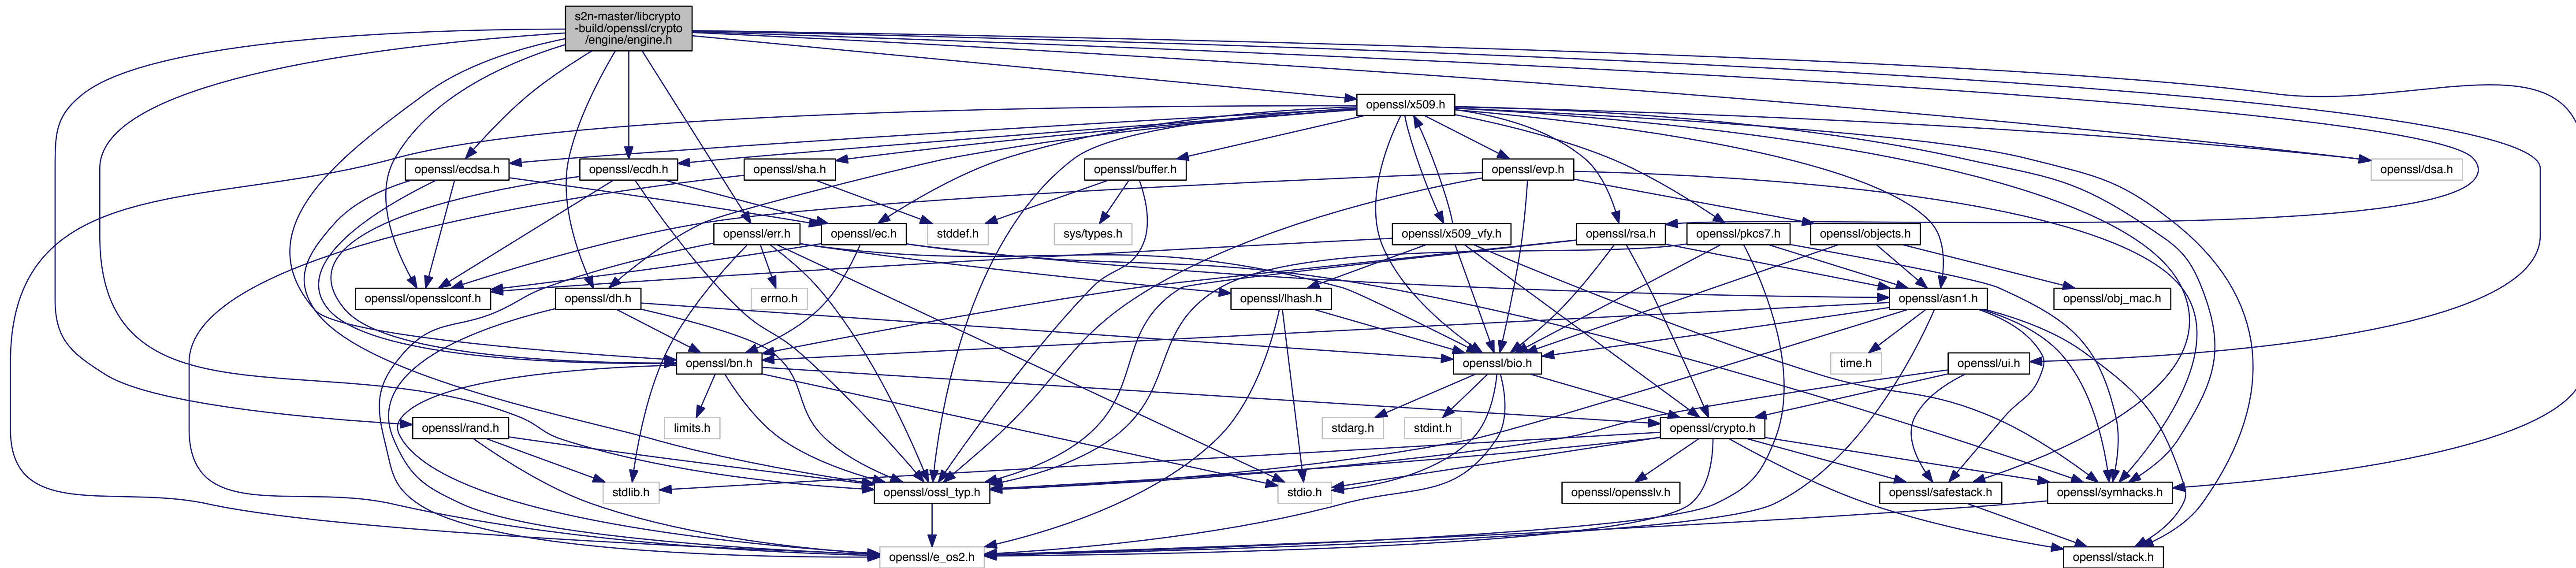 s2n-master/libcrypto
-build/openssl/crypto
/engine/engine.h
openssl/x509.h
openssl/ecdsa.h
openssl/ecdh.h
openssl/sha.h
openssl/buffer.h
openssl/evp.h
openssl/dsa.h
openssl/err.h
openssl/ec.h
stddef.h
sys/types.h
openssl/x509_vfy.h
openssl/rsa.h
openssl/pkcs7.h
openssl/objects.h
openssl/opensslconf.h
openssl/dh.h
errno.h
openssl/lhash.h
openssl/asn1.h
openssl/obj_mac.h
openssl/bn.h
openssl/bio.h
time.h
openssl/ui.h
openssl/rand.h
limits.h
stdarg.h
stdint.h
openssl/crypto.h
stdlib.h
openssl/ossl_typ.h
stdio.h
openssl/opensslv.h
openssl/safestack.h
openssl/symhacks.h
openssl/e_os2.h
openssl/stack.h